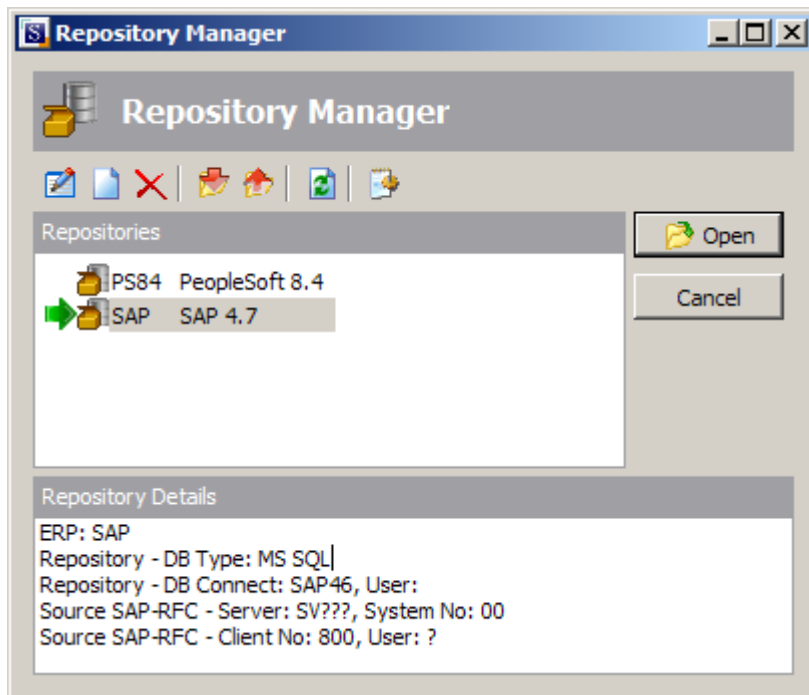 Repository Manager
Repository Manager
Repositories
Open
PS84 PeopleSoft 8.4
Cancel
SAP SAP 4.7
Repository Details
ERP: SAP
Repository - DB Type: MS SQL
Repository - DB Connect: SAP46, User:
Source SAP-RFC - Server: SV???, System No: 00
Source SAP-RFC - Client No: 800, User: ?